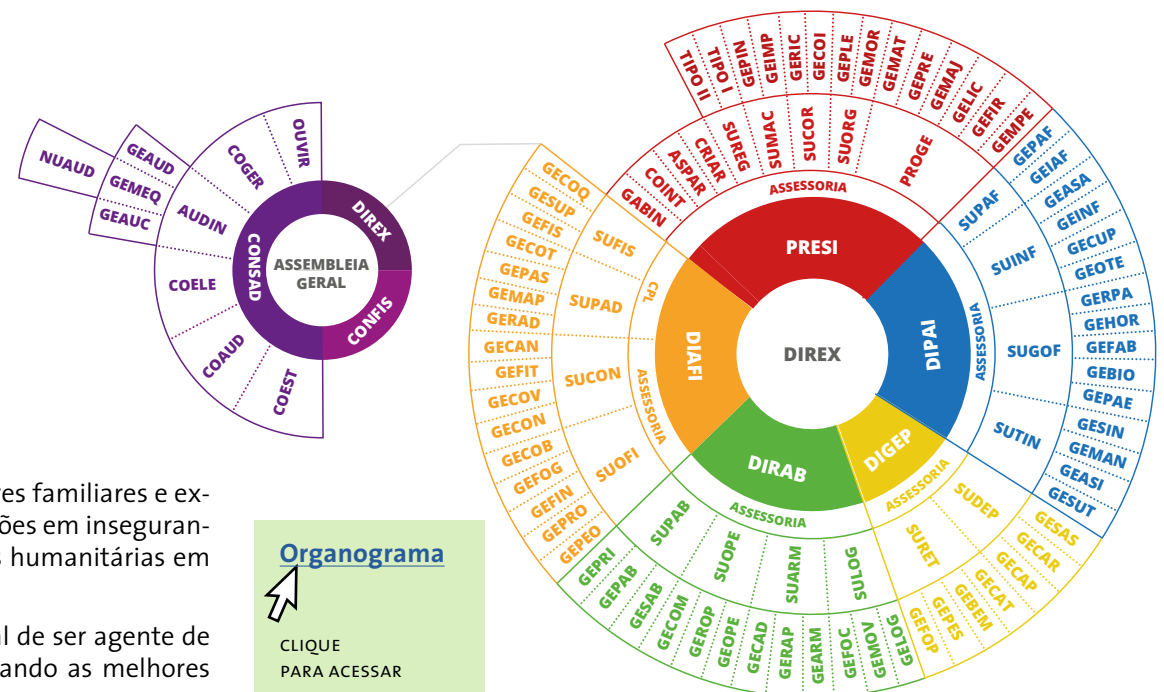 ASSEMBLEIA
GERAL
DIREX
CONFIS
CONSAD
OUVIR
COGER
AUDIN
COELE
COAUD
COEST
GEAUD
GEMEQ
GEAUC
NUAUD
DIREX
PRESI
ASSESSORIA
GABIN
COINT
ASPAR
CRIAR
SUREG
SUMAC
SUCOR
SUORG
PROGE
TIPO II
TIPO I
GEPIN
GEIMP
GERIC
GECOI
GEPLE
GEMOR
GEMAT
GEPRE
GEMAJ
GELIC
GEFIR
GEMPE
DIPAI
ASSESSORIA
SUPAF
SUINF
SUGOF
SUTIN
GEPAF
GEIAF
GEASA
GEINF
GECUP
GEOTE
GERPA
GEHOR
GEFAB
GEBIO
GEPAE
GESIN
GEMAN
GEASI
GESUT
DIGEP
ASSESSORIA
SUDEP
SURET
GESAS
GECAR
GECAP
GECAT
GEBEM
GEPES
GEFOP
DIRAB
ASSESSORIA
SULOG
SUARM
SUOPE
SUPAB
GELOG
GEMOV
GEFOC
GEARM
GERAP
GECAD
GEOPE
GEROP
GECOM
GESAB
GEPAB
GEPRI
DIAFI
ASSESSORIA
CPL
SUFIS
SUPAD
SUCON
SUOFI
GECOQ
GESUP
GEFIS
GECOT
GEPAS
GEMAP
GERAD
GECAN
GEFIT
GECOV
GECON
GECOB
GEFOG
GEFIN
GEPRO
GEPEO
res familiares e ex-
ões em inseguran-
s humanitárias em
al de ser agente de
ando as melhores
Organograma
CLIQUE
PARA ACESSAR